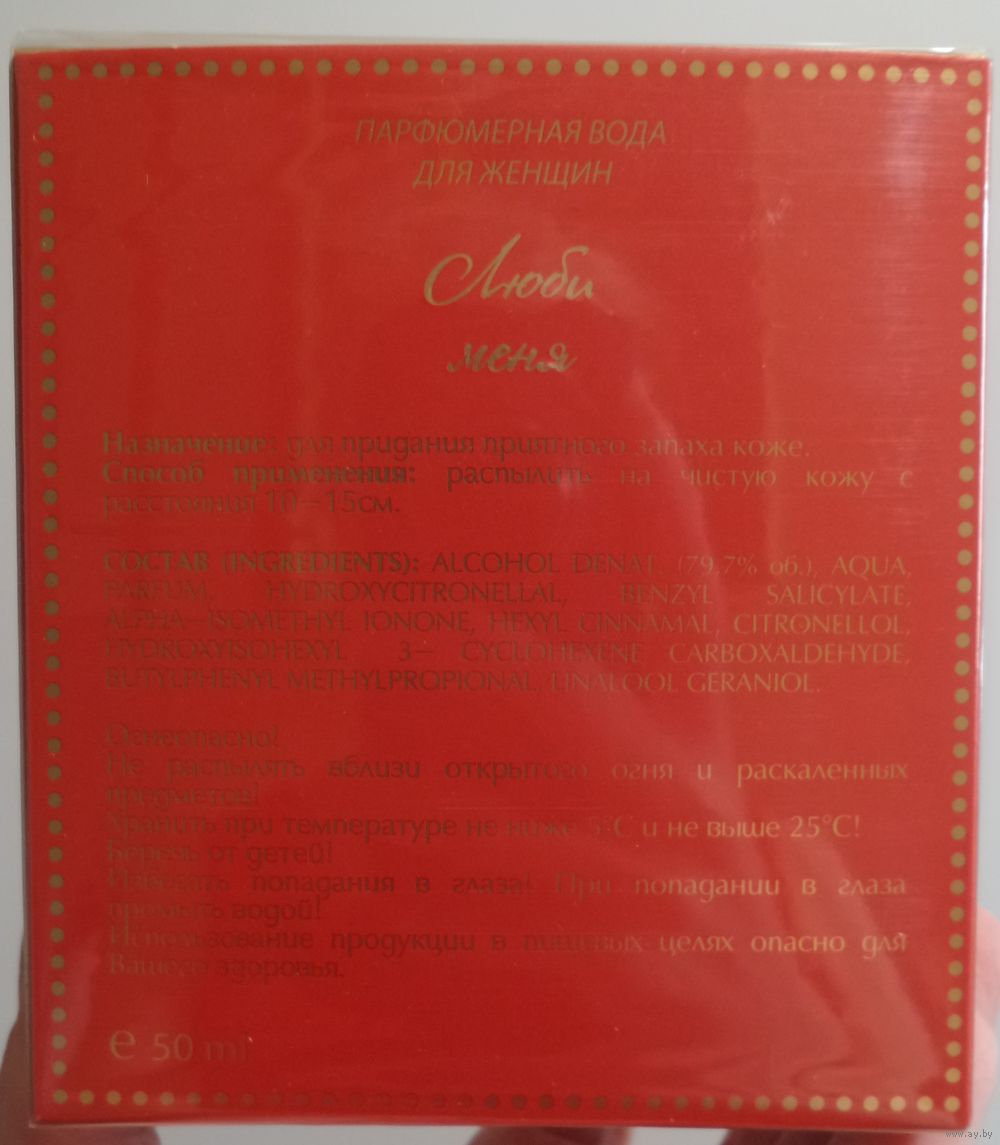 ПАРФЮМЕРНАЯ ВОДА
ДЛЯ ЖЕНЩИН
Люби
меня
Назначение: для придания приятного запаха коже.
Способ применения: распылить на чистую кожу с
расстояния 10—15см.
СОСТАВ (INGREDIENTS): ALCOHOL DENAT. (79,7% об.), AQUA,
PARFUM, HYDROXYCITRONELLAL, BENZYL SALICYLATE,
ALPHA—ISOMETHYL IONONE, HEXYL CINNAMAL, CITRONELLOL,
HYDROXYISOHEXYL 3— CYCLOHEXENE CARBOXALDEHYDE,
BUTYLPHENYL METHYLPROPIONAL, LINALOOL GERANIOL.
Огнеопасно!
Не распылять вблизи открытого огня и раскаленных
предметов!
Хранить при температуре не ниже 5°С и не выше 25°С!
Беречь от детей!
Избегать попадания в глаза! При попадании в глаза
промыть водой!
Использование продукции в пищевых целях опасно для
Вашего здоровья.
e 50 ml
www.ay.by